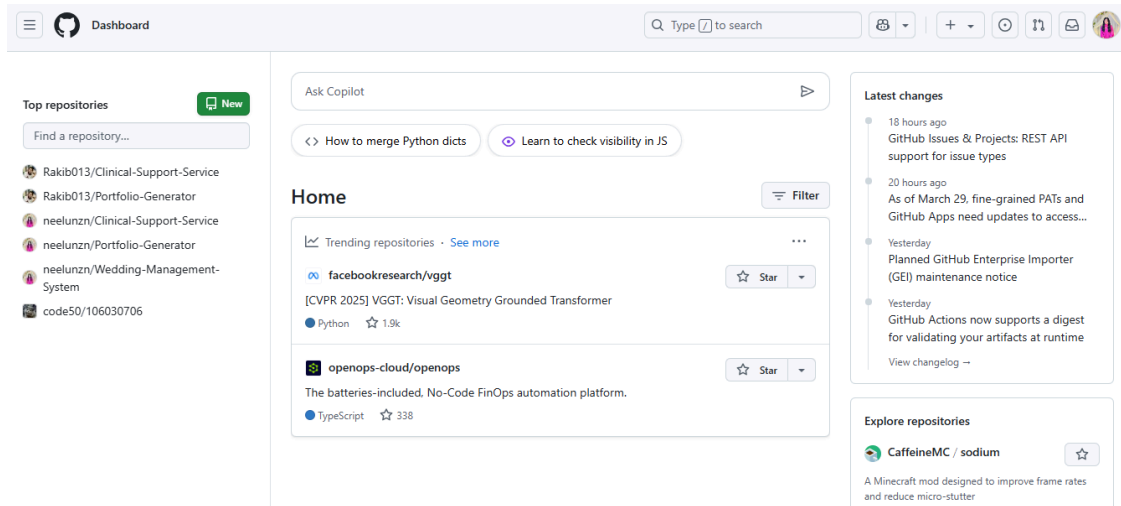 Dashboard
Type / to search
Top repositories
New
Find a repository...
Rakib013/Clinical-Support-Service
Rakib013/Portfolio-Generator
neelunzn/Clinical-Support-Service
neelunzn/Portfolio-Generator
neelunzn/Wedding-Management-
System
code50/106030706
Ask Copilot
How to merge Python dicts
Learn to check visibility in JS
Home
Filter
Trending repositories · See more
facebookresearch/vggt
Star
[CVPR 2025] VGGT: Visual Geometry Grounded Transformer
Python 1.9k
openops-cloud/openops
Star
The batteries-included, No-Code FinOps automation platform.
TypeScript 338
Latest changes
18 hours ago
GitHub Issues & Projects: REST API
support for issue types
20 hours ago
As of March 29, fine-grained PATs and
GitHub Apps need updates to access...
Yesterday
Planned GitHub Enterprise Importer
(GEI) maintenance notice
Yesterday
GitHub Actions now supports a digest
for validating your artifacts at runtime
View changelog →
Explore repositories
CaffeineMC / sodium
A Minecraft mod designed to improve frame rates
and reduce micro-stutter